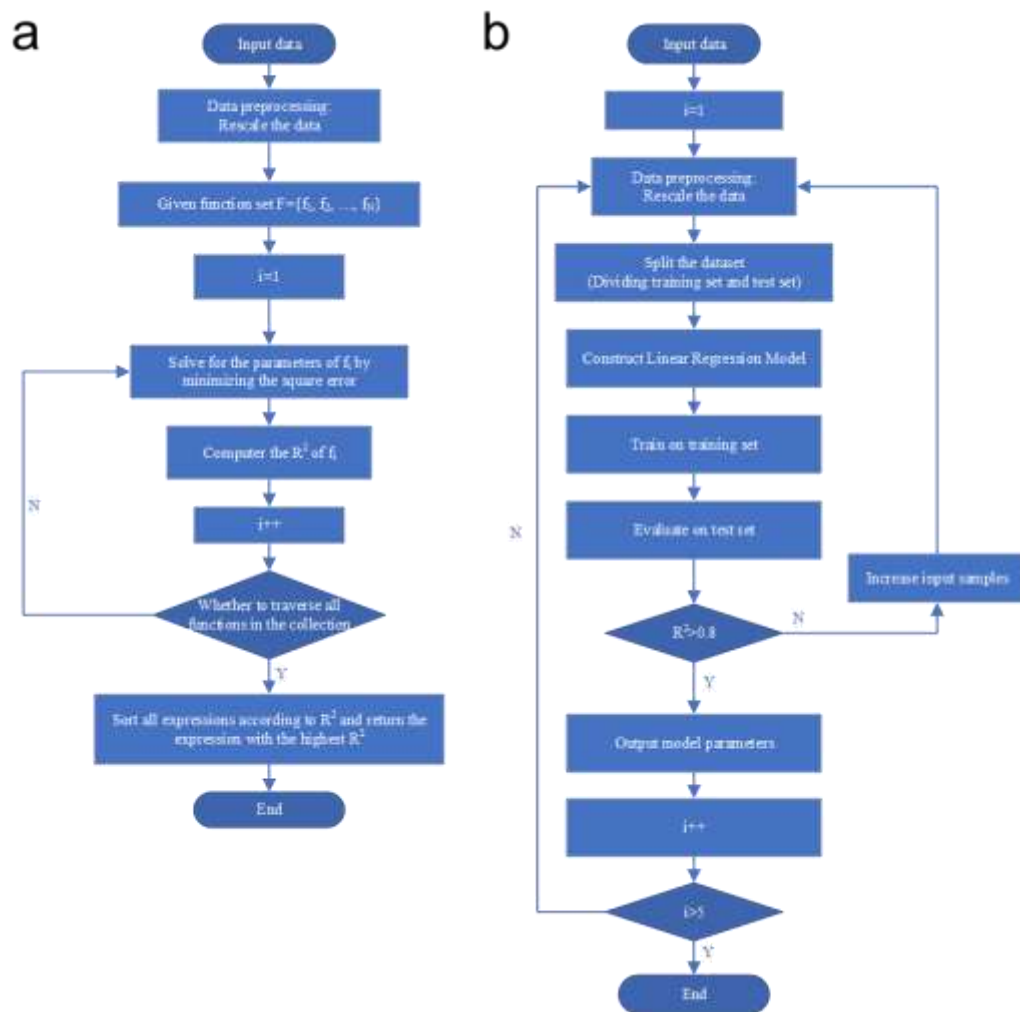 a
Input data
Data preprocessing:
Rescale the data
Given function set F={f₁, f₂, …, fₙ}
i=1
Solve for the parameters of fᵢ by
minimizing the square error
Computer the R² of fᵢ
i++
N
Whether to traverse all
functions in the collection
Y
Sort all expressions according to R² and return the
expression with the highest R²
End
b
Input data
i=1
Data preprocessing:
Rescale the data
Split the dataset
(Dividing training set and test set)
Construct Linear Regression Model
Train on training set
N
Evaluate on test set
Increase input samples
R²>0.8
N
Y
Output model parameters
i++
i>5
Y
End